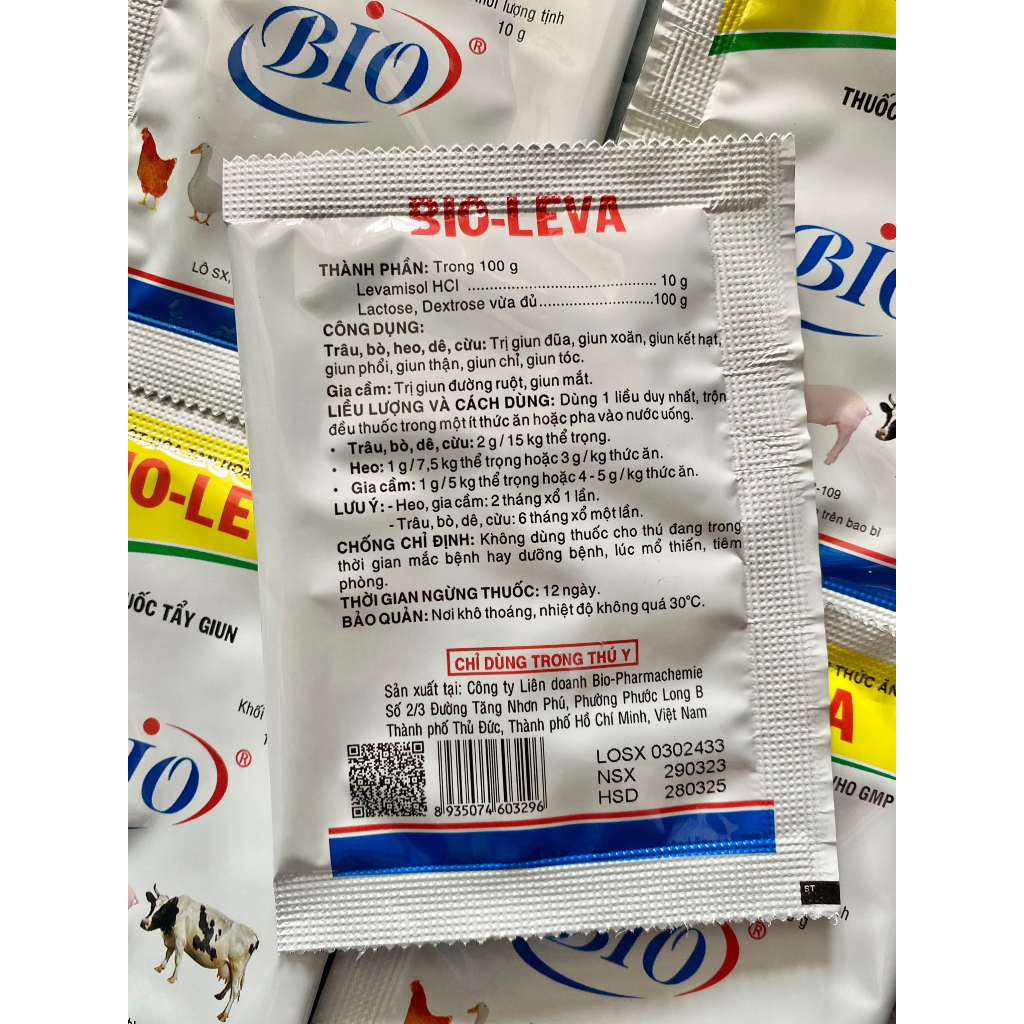 khối lượng tịnh
10 g
BIO®
LÔ SX,
THUỐC
BIO
BIO-LEVA
THÀNH PHẦN: Trong 100 g
Levamisol HCl ........................................ 10 g
Lactose, Dextrose vừa đủ........................100 g
CÔNG DỤNG:
Trâu, bò, heo, dê, cừu: Trị giun đũa, giun xoăn, giun kết hạt,
giun phổi, giun thận, giun chỉ, giun tóc.
Gia cầm: Trị giun đường ruột, giun mắt.
LIỀU LƯỢNG VÀ CÁCH DÙNG: Dùng 1 liều duy nhất, trộn
đều thuốc trong một ít thức ăn hoặc pha vào nước uống.
• Trâu, bò, dê, cừu: 2 g / 15 kg thể trọng.
• Heo: 1 g / 7,5 kg thể trọng hoặc 3 g / kg thức ăn.
• Gia cầm: 1 g / 5 kg thể trọng hoặc 4 - 5 g / kg thức ăn.
LƯU Ý: - Heo, gia cầm: 2 tháng xổ 1 lần.
- Trâu, bò, dê, cừu: 6 tháng xổ một lần.
CHỐNG CHỈ ĐỊNH: Không dùng thuốc cho thú đang trong
thời gian mắc bệnh hay dưỡng bệnh, lúc mổ thiến, tiêm
phòng.
THỜI GIAN NGỪNG THUỐC: 12 ngày.
BẢO QUẢN: Nơi khô thoáng, nhiệt độ không quá 30°C.
CHỈ DÙNG TRONG THÚ Y
Sản xuất tại: Công ty Liên doanh Bio-Pharmachemie
Số 2/3 Đường Tăng Nhơn Phú, Phường Phước Long B
Thành phố Thủ Đức, Thành phố Hồ Chí Minh, Việt Nam
LOSX 0302433
NSX 290323
HSD 280325
8 935074 603296
ST
IO-LE
UỐC TẨY GIUN
Khối
BIO®
-109
trên bao bì
THỨC ĂN
A
WHO GMP
g
BIO®